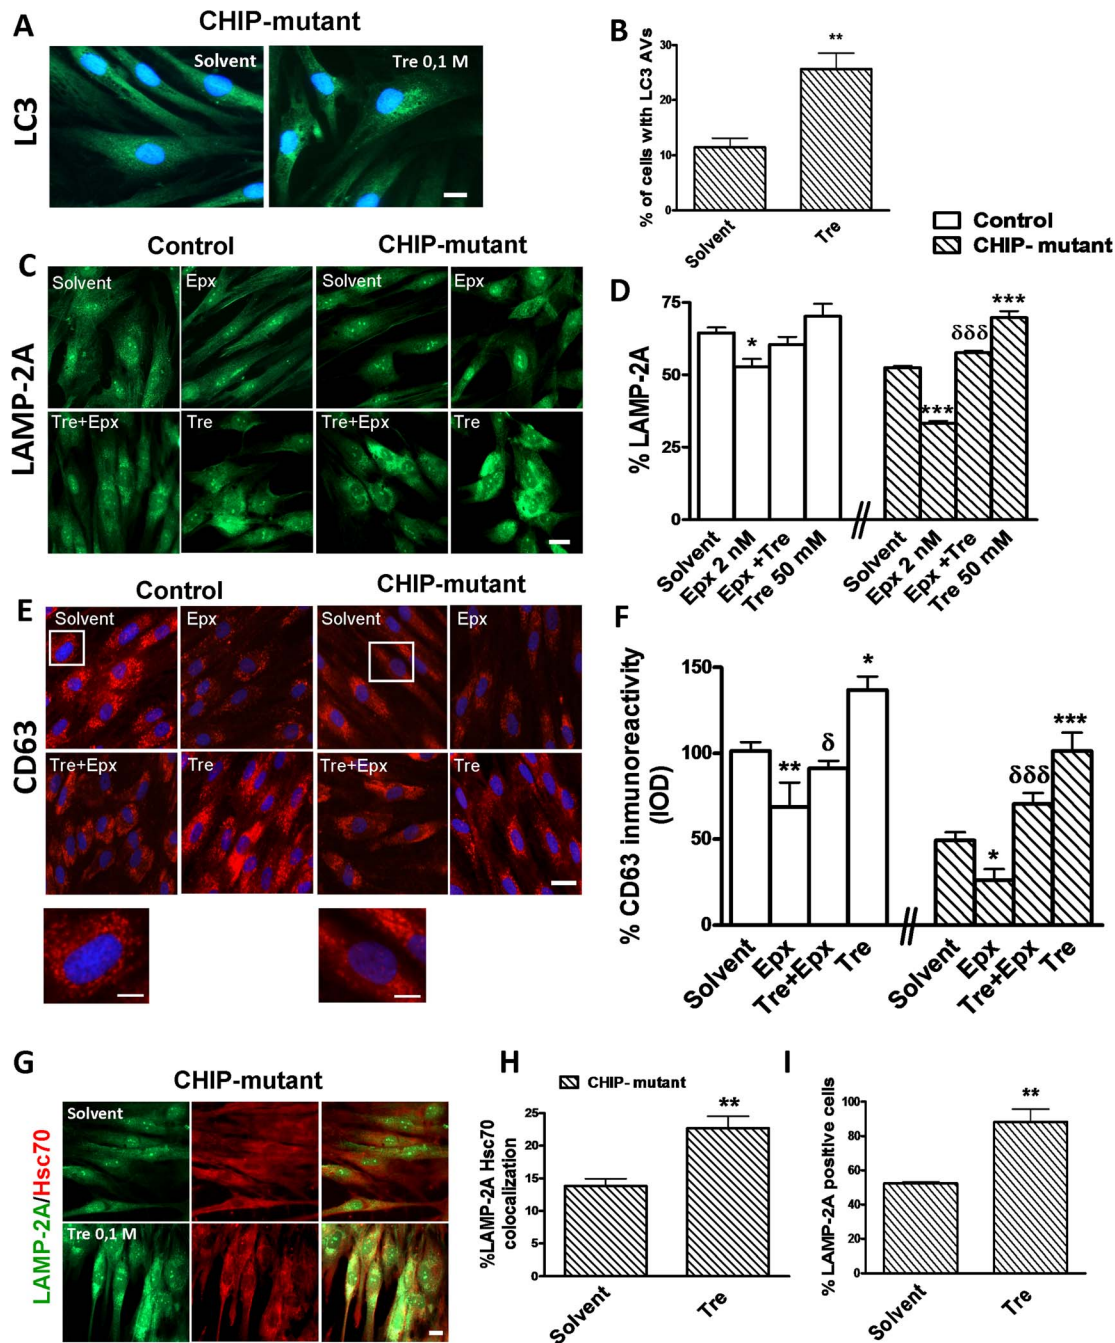 A
CHIP-mutant
LC3
Solvent
Tre 0,1 M
B
% of cells with LC3 AVs
30
20
10
0
**
Solvent
Tre
Control
CHIP- mutant
C
Control
CHIP-mutant
LAMP-2A
Solvent
Epx
Solvent
Epx
Tre+Epx
Tre
Tre+Epx
Tre
D
% LAMP-2A
75
50
25
0
*
***
δδδ
***
//
Solvent
Epx 2 nM
Epx +Tre
Tre 50 mM
Solvent
Epx 2 nM
Epx +Tre
Tre 50 mM
E
Control
CHIP-mutant
CD63
Solvent
Epx
Solvent
Epx
Tre+Epx
Tre
Tre+Epx
Tre
F
% CD63 inmunoreactivity
(IOD)
150
100
50
0
**
δ
*
*
δδδ
***
//
Solvent
Epx
Tre+Epx
Tre
Solvent
Epx
Tre+Epx
Tre
G
CHIP-mutant
LAMP-2A/Hsc70
Solvent
Tre 0,1 M
H
CHIP- mutant
%LAMP-2A Hsc70
colocalization
25
20
15
10
5
0
**
Solvent
Tre
I
% LAMP-2A positive cells
100
80
60
40
20
0
**
Solvent
Tre